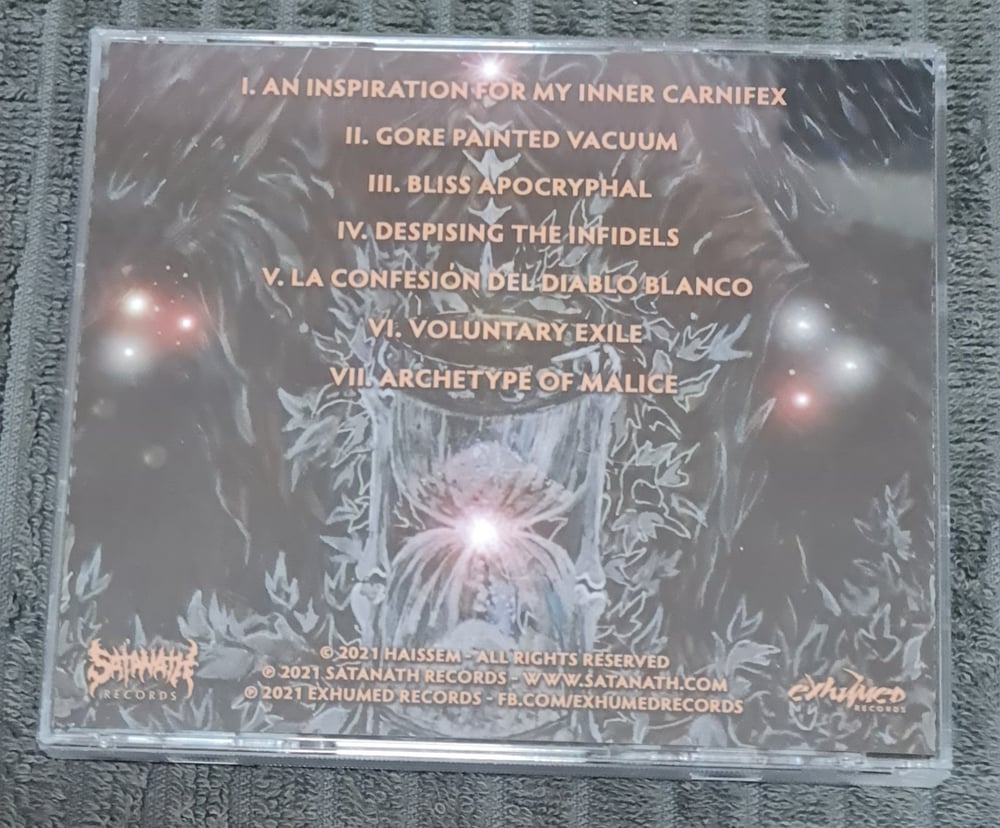 I. AN INSPIRATION FOR MY INNER CARNIFEX
II. GORE PAINTED VACUUM
III. BLISS APOCRYPHAL
IV. DESPISING THE INFIDELS
V. LA CONFESIÓN DEL DIABLO BLANCO
VI. VOLUNTARY EXILE
VII. ARCHETYPE OF MALICE
© 2021 HAISSEM - ALL RIGHTS RESERVED
© 2021 SATANATH RECORDS - WWW.SATANATH.COM
℗ 2021 EXHUMED RECORDS - FB.COM/EXHUMEDRECORDS
SATANATH
RECORDS
EXHUMED
RECORDS